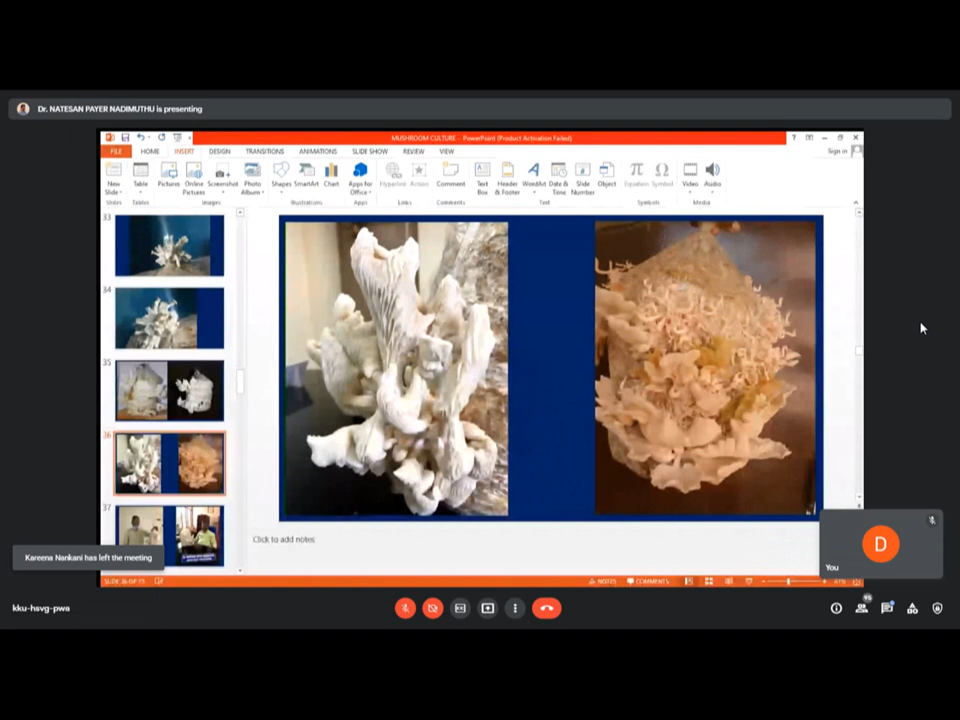 Dr. NATESAN PAYER NADIMUTHU is presenting
MUSHROOM CULTURE - PowerPoint (Product Activation Failed)
FILE HOME INSERT DESIGN TRANSITIONS ANIMATIONS SLIDE SHOW REVIEW VIEW Sign in
New Slide Table Pictures Online Pictures Screenshot Photo Album Shapes SmartArt Chart Apps for Office Hyperlink Action Comment Text Box Header & Footer WordArt Date & Time Slide Number Object Equation Symbol Video Audio
Slides Tables Images Illustrations Apps Links Comments Text Symbols Media
33
34
35
36
37
Click to add notes
Kareena Nankani has left the meeting
D
You
NOTES COMMENTS
kku-hsvg-pwa
95